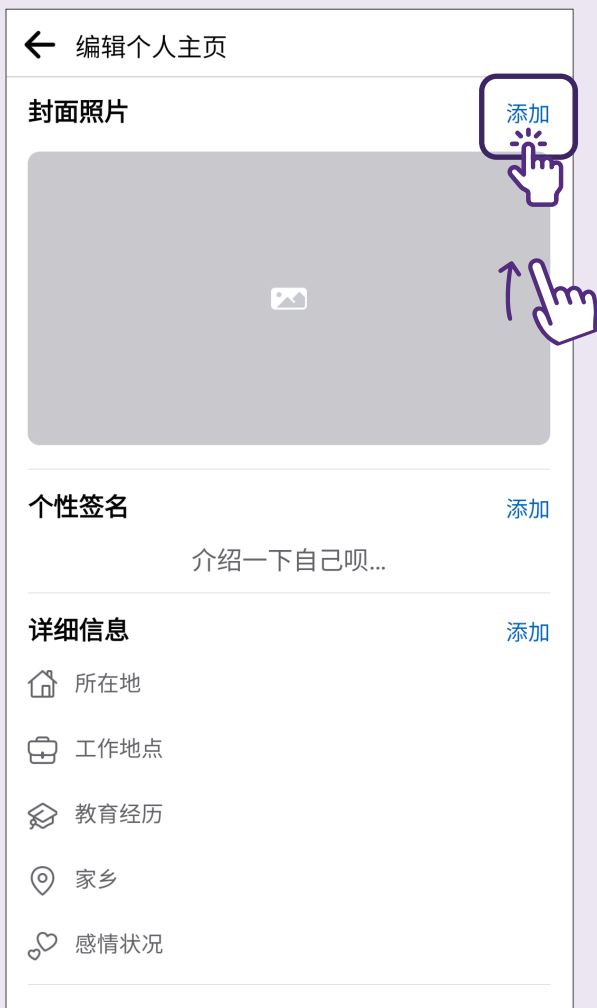 编辑个人主页
封面照片
添加
个性签名
添加
介绍一下自己呗...
详细信息
添加
所在地
工作地点
教育经历
家乡
感情状况